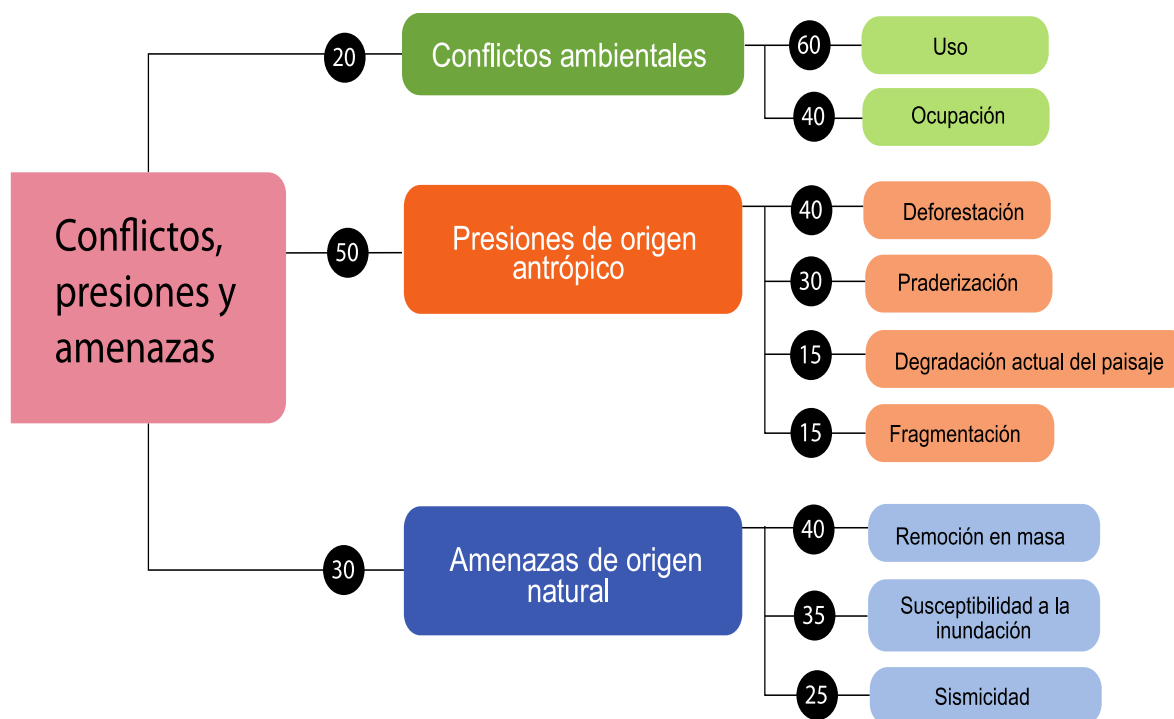 Conflictos,
presiones y
amenazas
20
Conflictos ambientales
60
Uso
40
Ocupación
50
Presiones de origen
antrópico
40
Deforestación
30
Praderización
15
Degradación actual del paisaje
15
Fragmentación
30
Amenazas de origen
natural
40
Remoción en masa
35
Susceptibilidad a la
inundación
25
Sismicidad